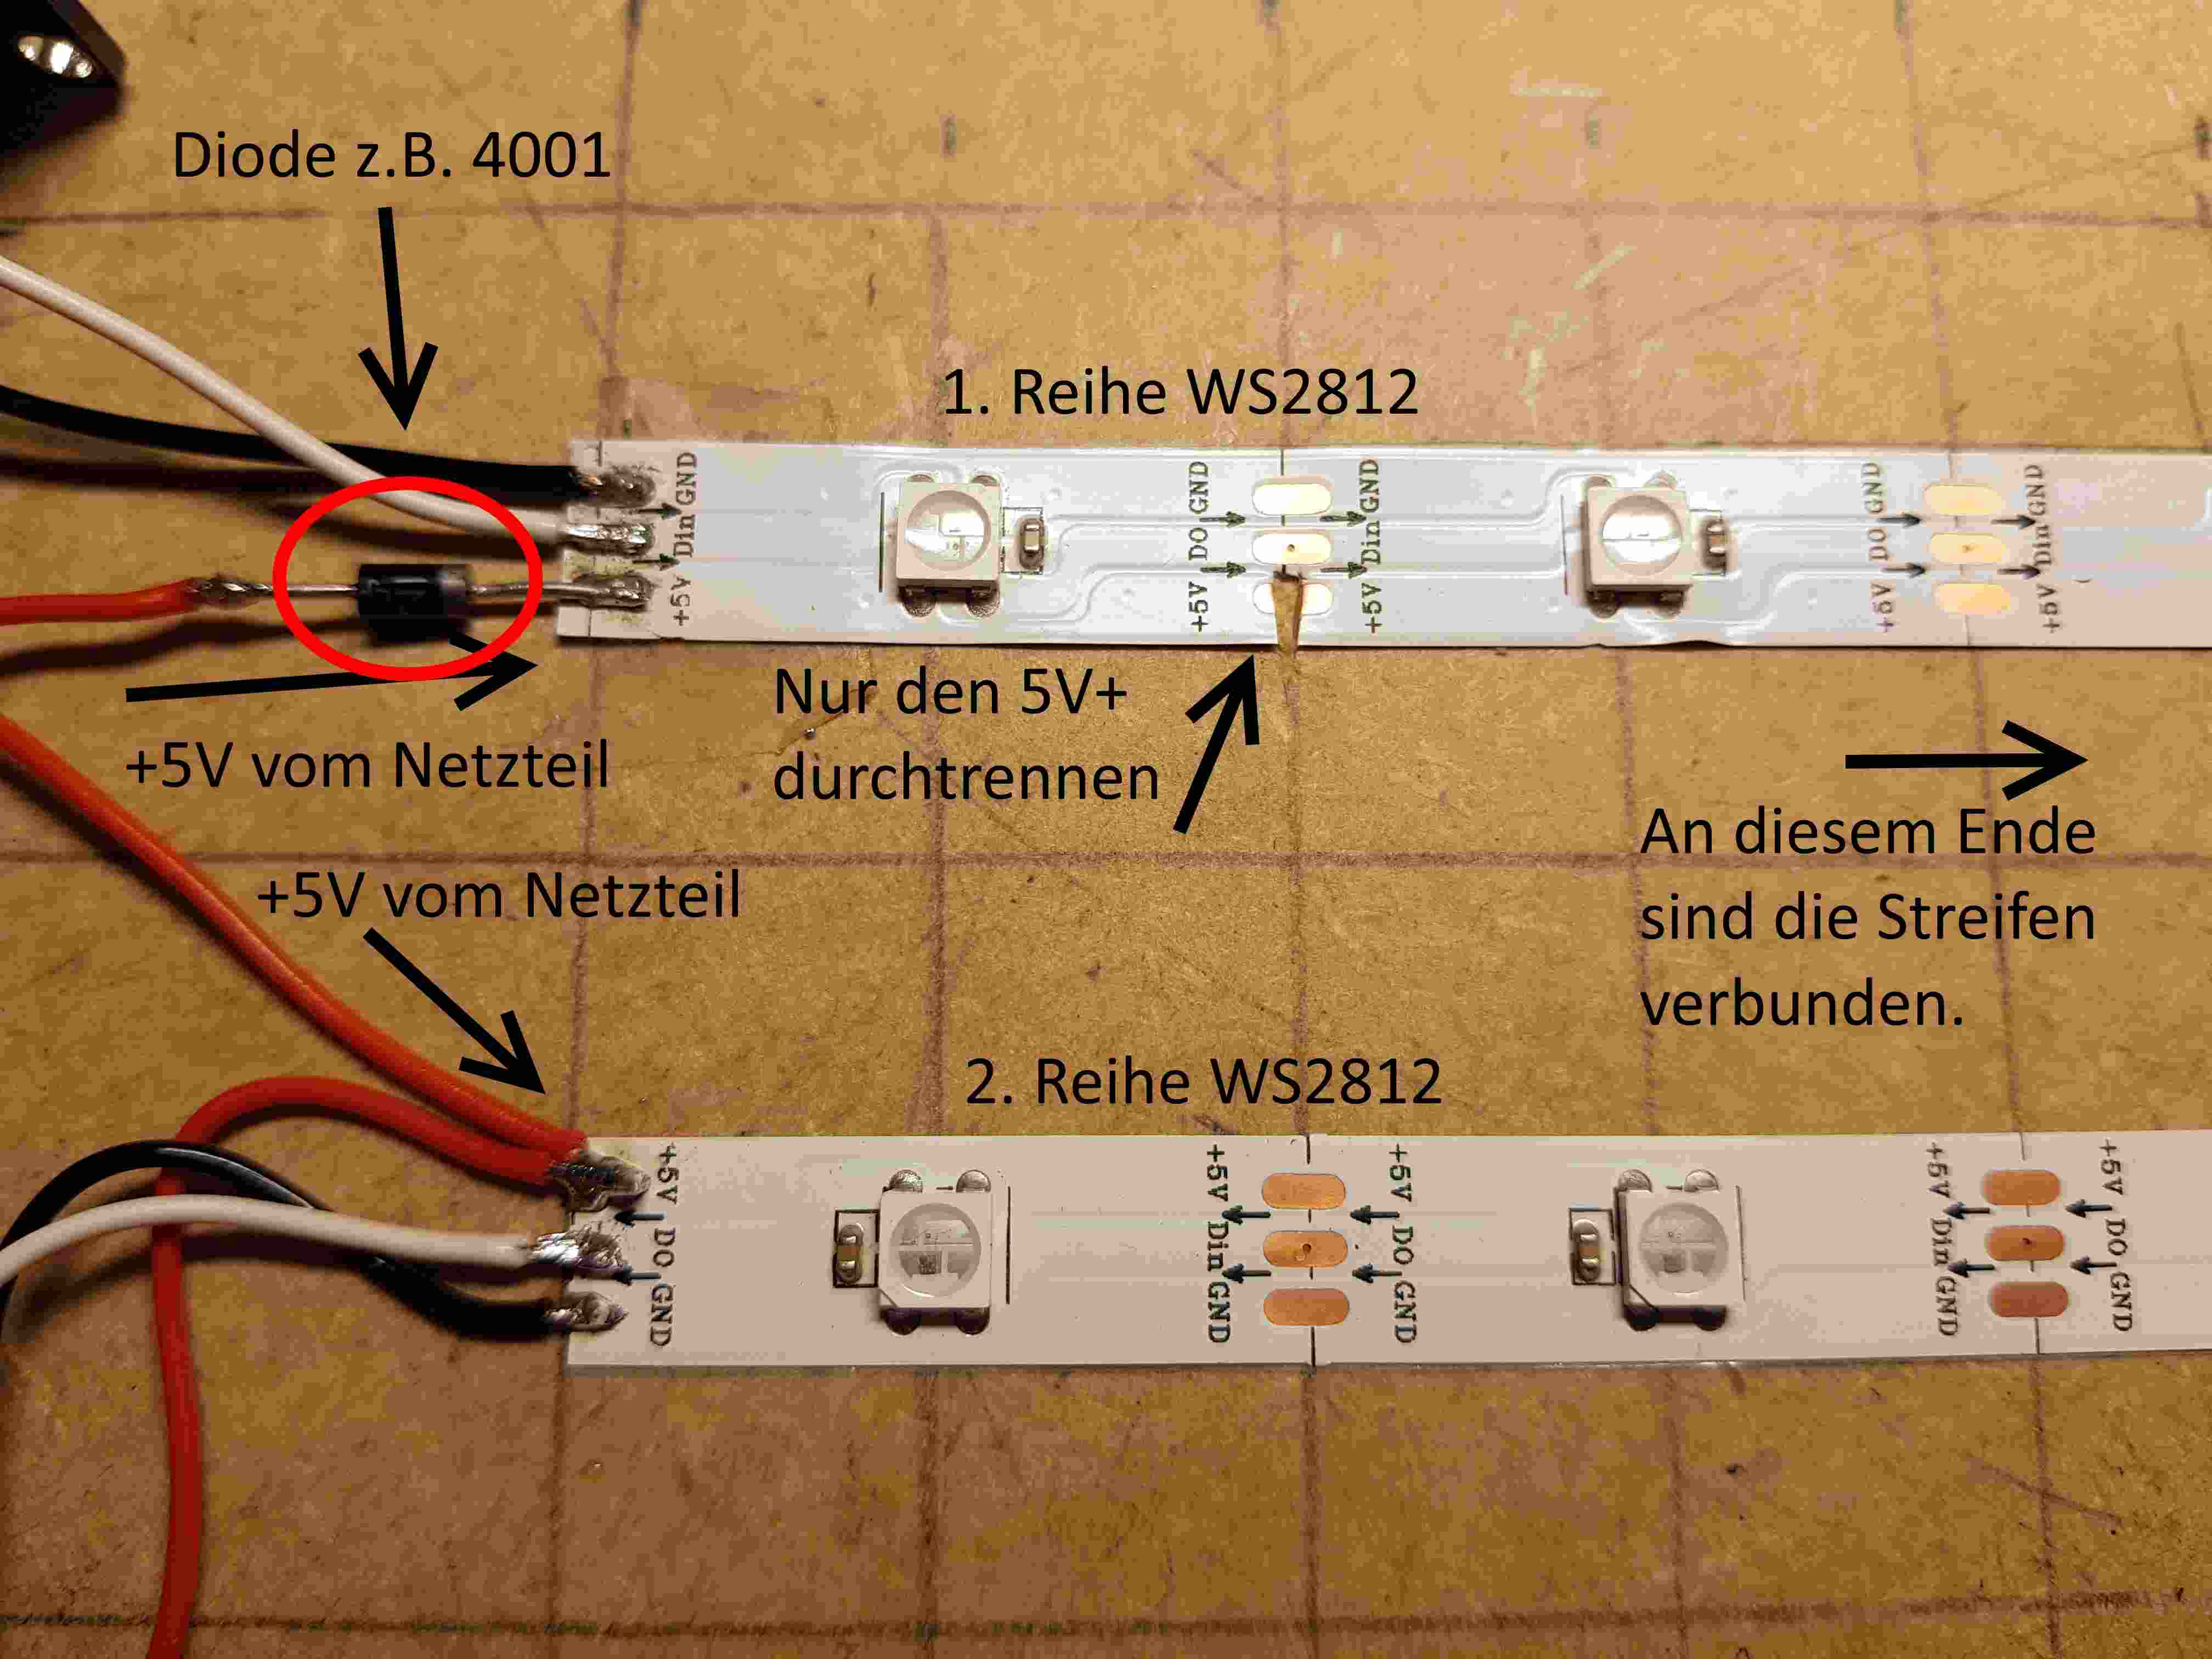 Diode z.B. 4001
1. Reihe WS2812
GND
Din
+5V
GND
DO
+5V
GND
Din
+5V
GND
DO
+5V
GND
Din
+5V
+5V vom Netzteil
Nur den 5V+
durchtrennen
An diesem Ende
sind die Streifen
verbunden.
+5V vom Netzteil
2. Reihe WS2812
+5V
DO
GND
+5V
Din
GND
+5V
DO
GND
+5V
Din
GND
+5V
DO
GND